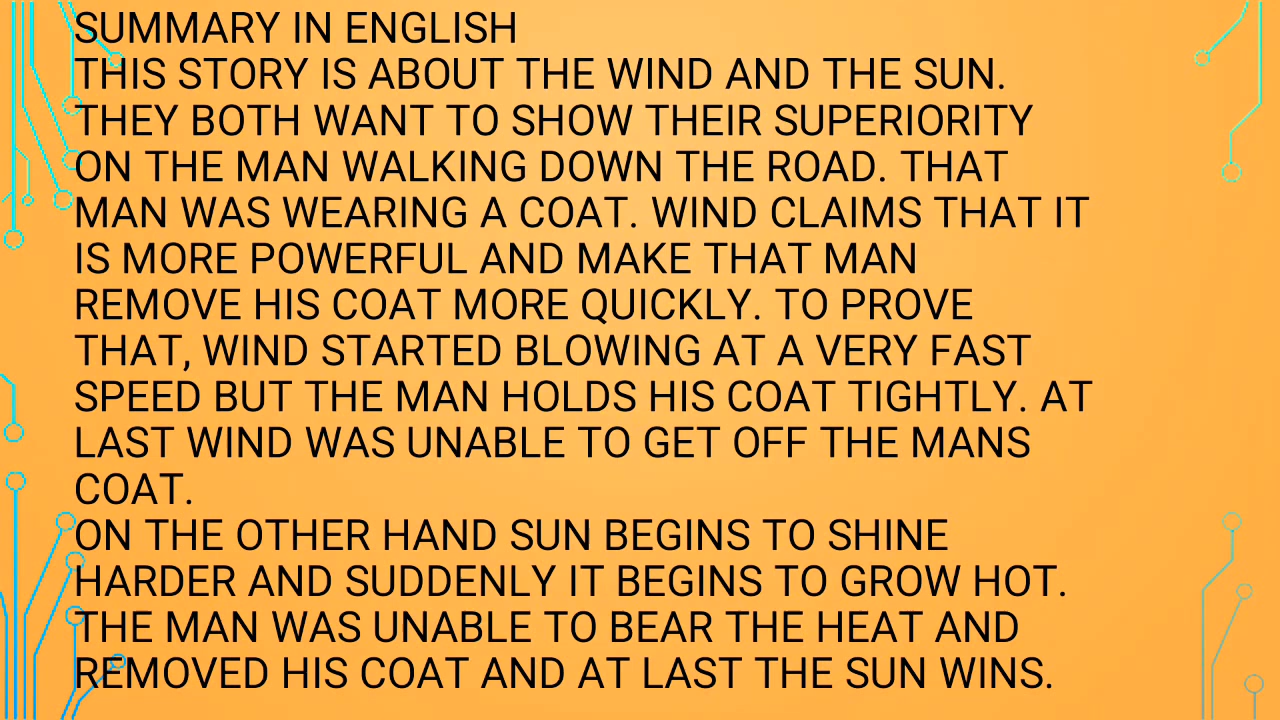 SUMMARY IN ENGLISH
THIS STORY IS ABOUT THE WIND AND THE SUN.
THEY BOTH WANT TO SHOW THEIR SUPERIORITY
ON THE MAN WALKING DOWN THE ROAD. THAT
MAN WAS WEARING A COAT. WIND CLAIMS THAT IT
IS MORE POWERFUL AND MAKE THAT MAN
REMOVE HIS COAT MORE QUICKLY. TO PROVE
THAT, WIND STARTED BLOWING AT A VERY FAST
SPEED BUT THE MAN HOLDS HIS COAT TIGHTLY. AT
LAST WIND WAS UNABLE TO GET OFF THE MANS
COAT.
ON THE OTHER HAND SUN BEGINS TO SHINE
HARDER AND SUDDENLY IT BEGINS TO GROW HOT.
THE MAN WAS UNABLE TO BEAR THE HEAT AND
REMOVED HIS COAT AND AT LAST THE SUN WINS.